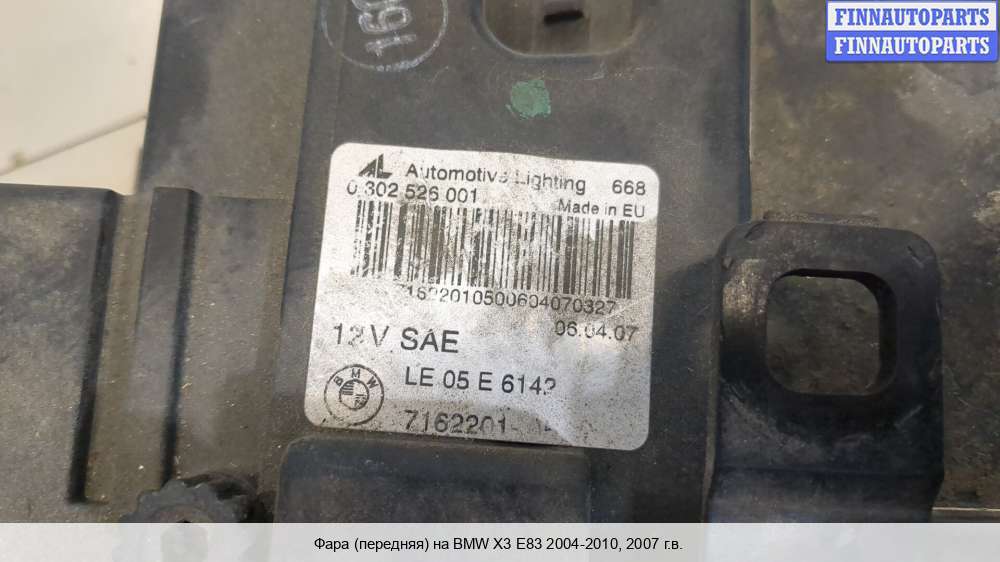 FINNAUTOPARTS
FINNAUTOPARTS
AL Automotive Lighting 668
0 302 526 001 Made in EU
06.04.07
12V SAE
LE 05 E
BMW
7162201-
Фара (передняя) на BMW X3 E83 2004-2010, 2007 г.в.